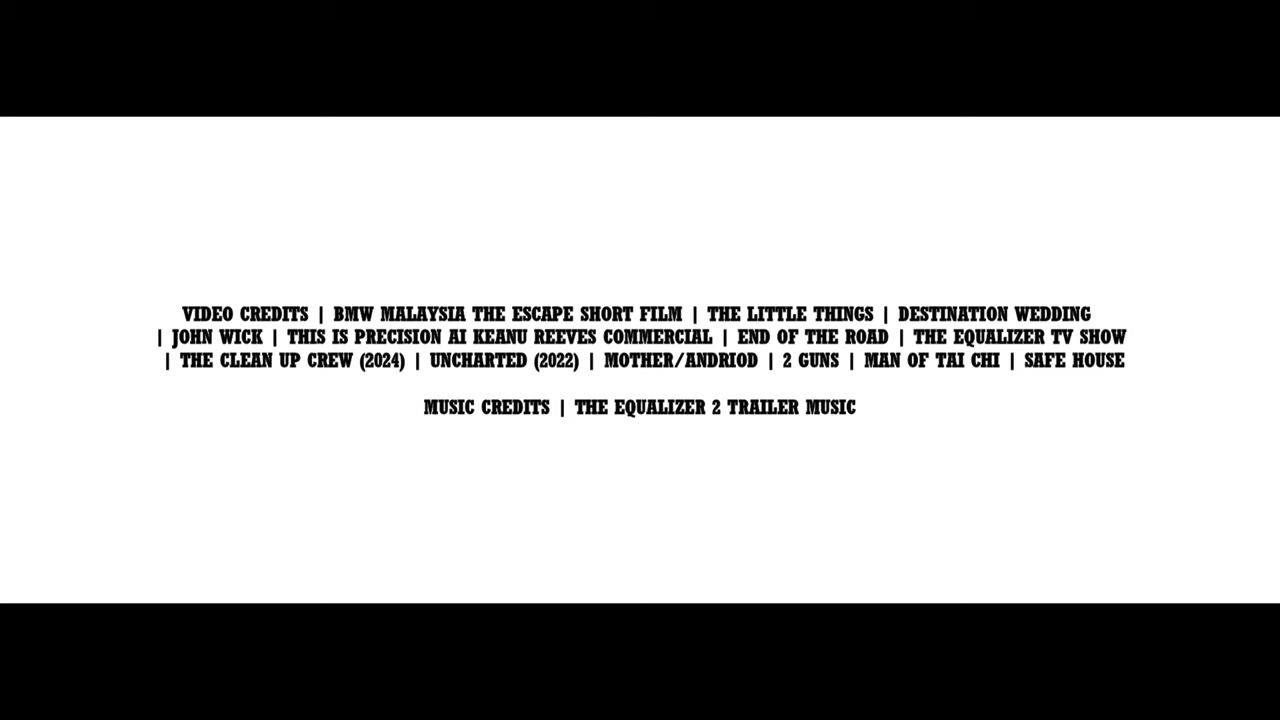 VIDEO CREDITS | BMW MALAYSIA THE ESCAPE SHORT FILM | THE LITTLE THINGS | DESTINATION WEDDING
| JOHN WICK | THIS IS PRECISION AI KEANU REEVES COMMERCIAL | END OF THE ROAD | THE EQUALIZER TV SHOW
| THE CLEAN UP CREW (2024) | UNCHARTED (2022) | MOTHER/ANDRIOD | 2 GUNS | MAN OF TAI CHI | SAFE HOUSE
MUSIC CREDITS | THE EQUALIZER 2 TRAILER MUSIC